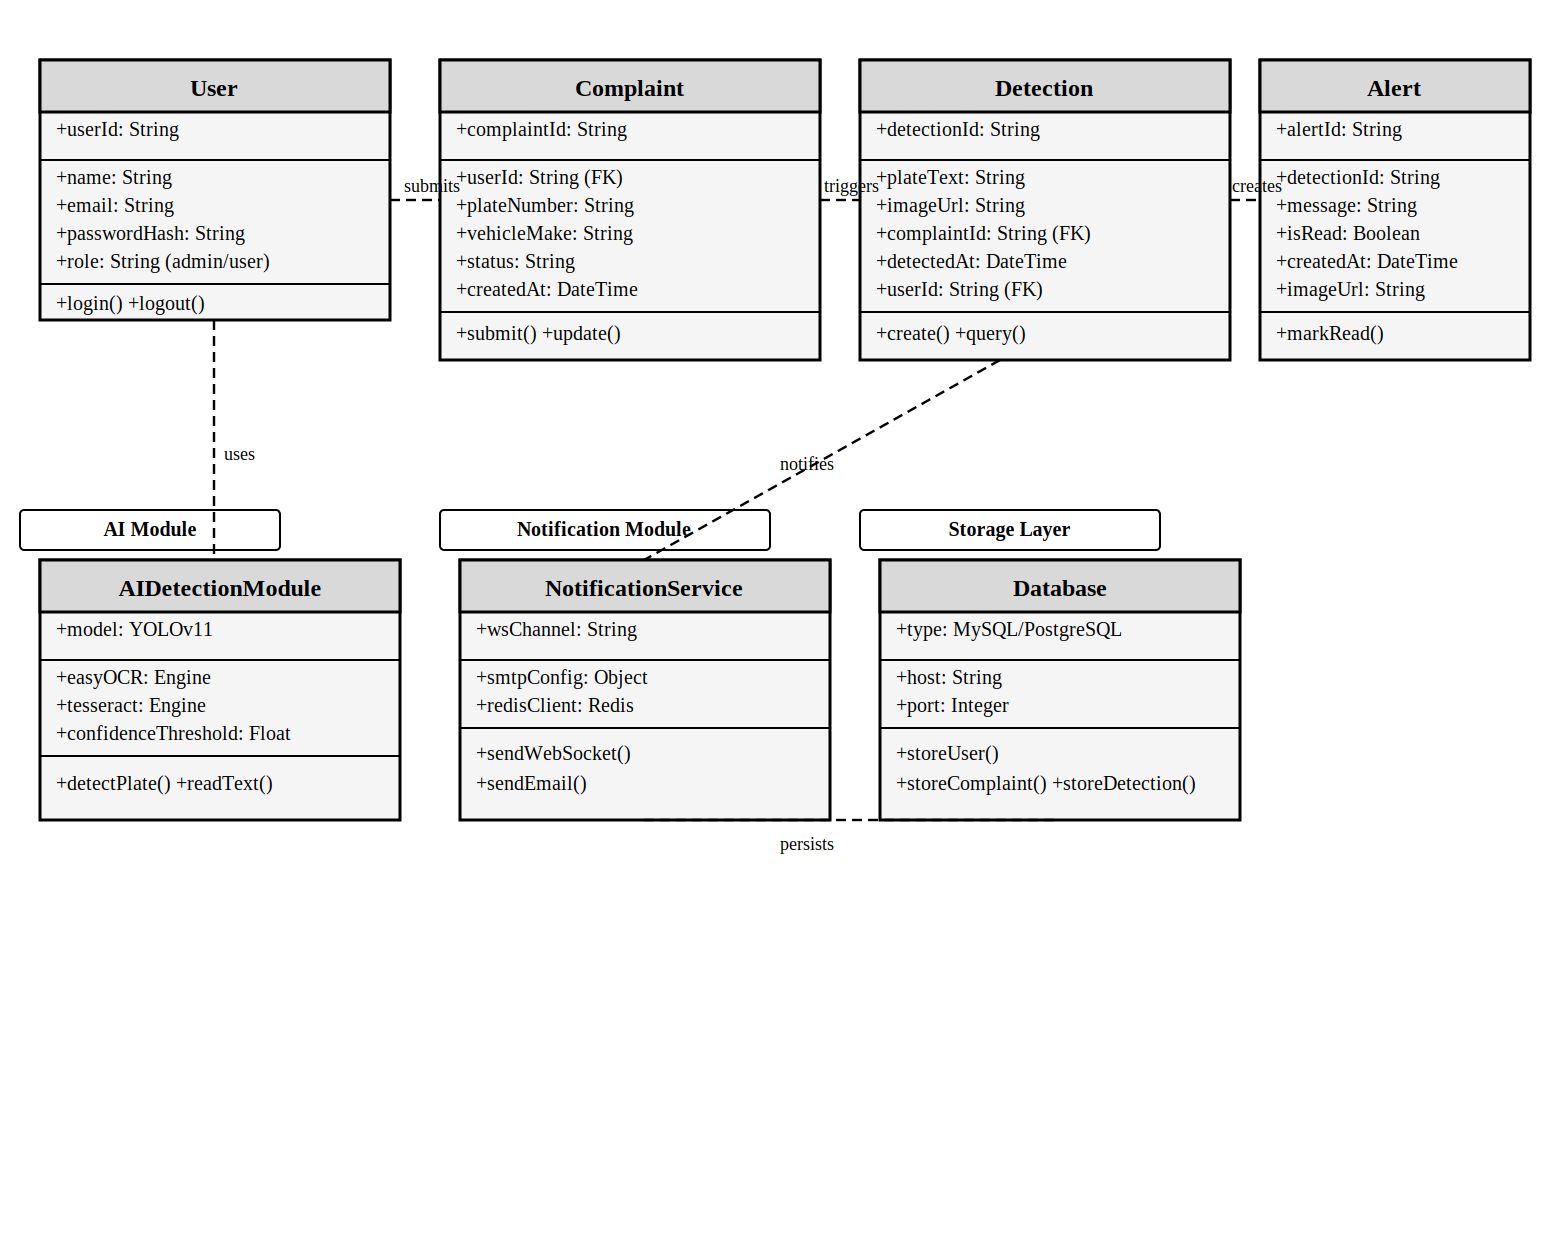 User
+userId: String
+name: String
+email: String
+passwordHash: String
+role: String (admin/user)
+login() +logout()
submits
Complaint
+complaintId: String
+userId: String (FK)
+plateNumber: String
+vehicleMake: String
+status: String
+createdAt: DateTime
+submit() +update()
triggers
Detection
+detectionId: String
+plateText: String
+imageUrl: String
+complaintId: String (FK)
+detectedAt: DateTime
+userId: String (FK)
+create() +query()
creates
Alert
+alertId: String
+detectionId: String
+message: String
+isRead: Boolean
+createdAt: DateTime
+imageUrl: String
+markRead()
uses
notifies
AI Module
AIDetectionModule
+model: YOLOv11
+easyOCR: Engine
+tesseract: Engine
+confidenceThreshold: Float
+detectPlate() +readText()
Notification Module
NotificationService
+wsChannel: String
+smtpConfig: Object
+redisClient: Redis
+sendWebSocket()
+sendEmail()
Storage Layer
Database
+type: MySQL/PostgreSQL
+host: String
+port: Integer
+storeUser()
+storeComplaint() +storeDetection()
persists